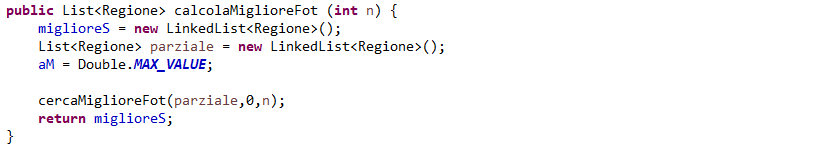 public List<Regione> calcolaMiglioreFot (int n) {
    miglioreS = new LinkedList<Regione>();
    List<Regione> parziale = new LinkedList<Regione>();
    aM = Double.MAX_VALUE;

    cercaMiglioreFot(parziale,0,n);
    return miglioreS;
}